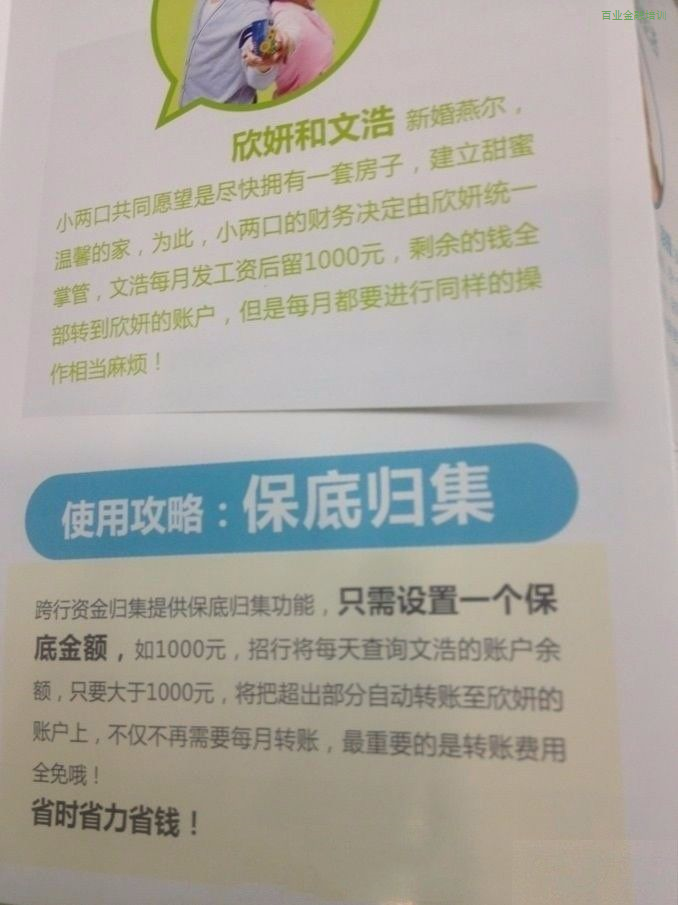 百业金融培训
欣妍和文浩 新婚燕尔，
小两口共同愿望是尽快拥有一套房子，建立甜蜜
温馨的家，为此，小两口的财务决定由欣妍统一
掌管，文浩每月发工资后留1000元，剩余的钱全
部转到欣妍的账户，但是每月都要进行同样的操
作相当麻烦！
使用攻略：保底归集
跨行资金归集提供保底归集功能，只需设置一个保
底金额，如1000元，招行将每天查询文浩的账户余
额，只要大于1000元，将把超出部分自动转账至欣妍的
账户上，不仅不再需要每月转账，最重要的是转账费用
全免哦！
省时省力省钱！